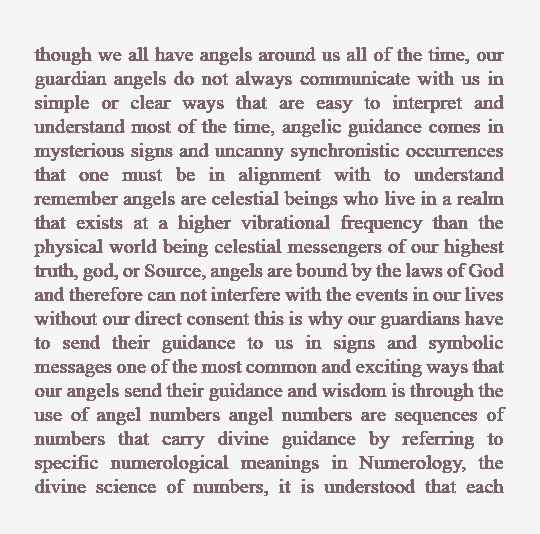 though we all have angels around us all of the time, our
guardian angels do not always communicate with us in
simple or clear ways that are easy to interpret and
understand most of the time, angelic guidance comes in
mysterious signs and uncanny synchronistic occurrences
that one must be in alignment with to understand
remember angels are celestial beings who live in a realm
that exists at a higher vibrational frequency than the
physical world being celestial messengers of our highest
truth, god, or Source, angels are bound by the laws of God
and therefore can not interfere with the events in our lives
without our direct consent this is why our guardians have
to send their guidance to us in signs and symbolic
messages one of the most common and exciting ways that
our angels send their guidance and wisdom is through the
use of angel numbers angel numbers are sequences of
numbers that carry divine guidance by referring to
specific numerological meanings in Numerology, the
divine science of numbers, it is understood that each